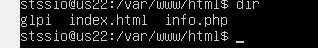 stssio@us22:/var/www/html$ dir
glpi  index.html  info.php
stssio@us22:/var/www/html$ _